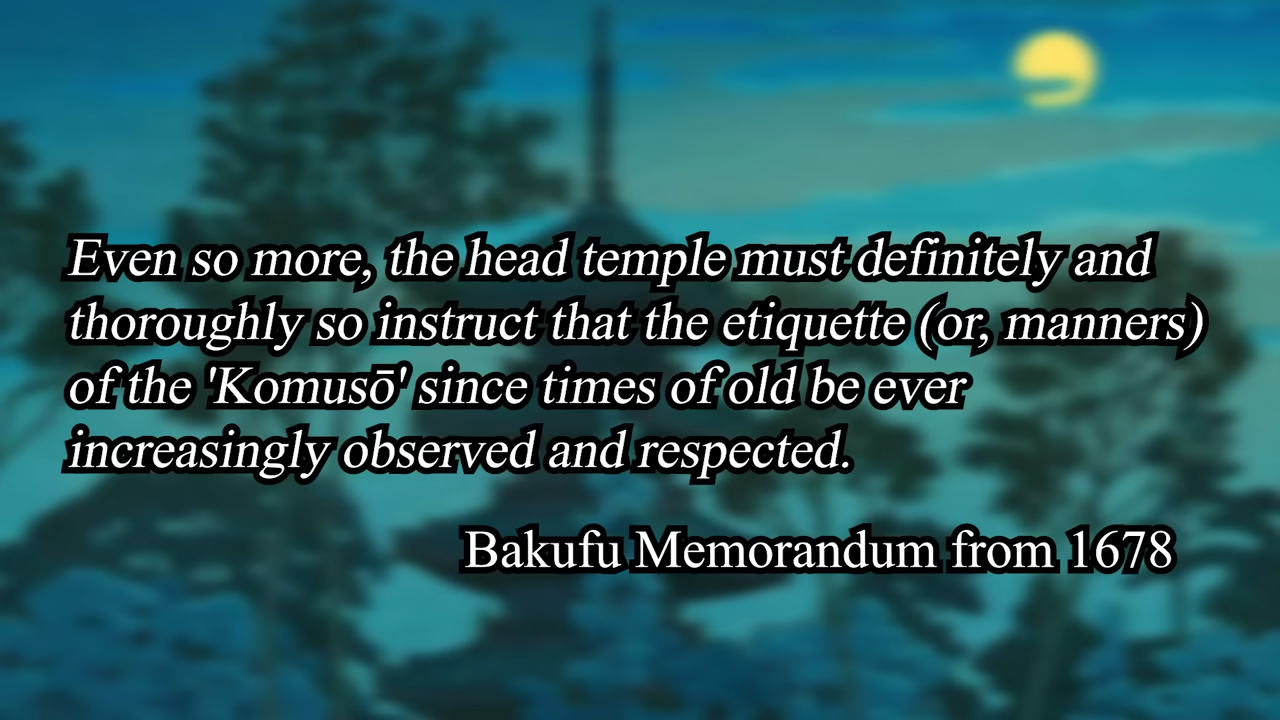 Even so more, the head temple must definitely and
thoroughly so instruct that the etiquette (or, manners)
of the 'Komusō' since times of old be ever
increasingly observed and respected.
Bakufu Memorandum from 1678